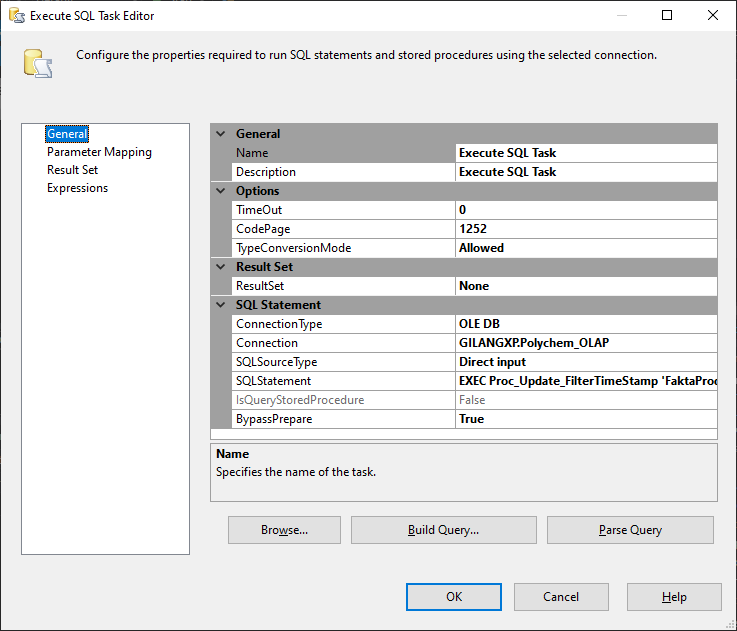 Execute SQL Task Editor
Configure the properties required to run SQL statements and stored procedures using the selected connection.
General
Parameter Mapping
Result Set
Expressions
General
Name Execute SQL Task
Description Execute SQL Task
Options
TimeOut 0
CodePage 1252
TypeConversionMode Allowed
Result Set
ResultSet None
SQL Statement
ConnectionType OLE DB
Connection GILANGXP.Polychem_OLAP
SQLSourceType Direct input
SQLStatement EXEC Proc_Update_FilterTimeStamp 'FaktaProd
IsQueryStoredProcedure False
BypassPrepare True
Name
Specifies the name of the task.
Browse... Build Query... Parse Query
OK Cancel Help